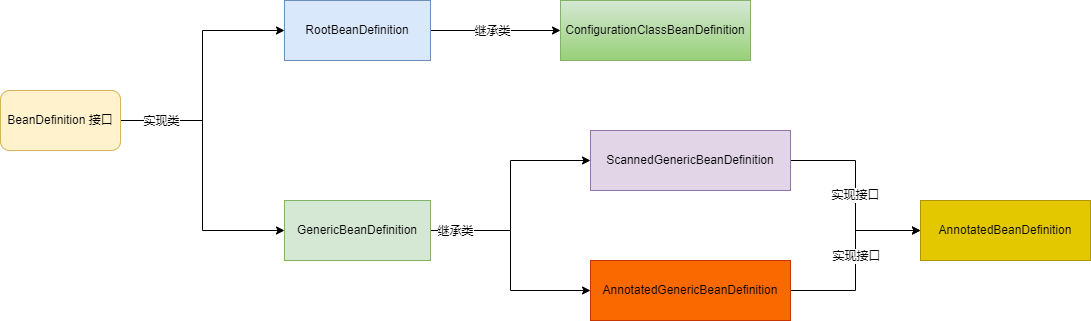 RootBeanDefinition
继承类
ConfigurationClassBeanDefinition
BeanDefinition 接口
实现类
ScannedGenericBeanDefinition
实现接口
GenericBeanDefinition
继承类
AnnotatedBeanDefinition
实现接口
AnnotatedGenericBeanDefinition